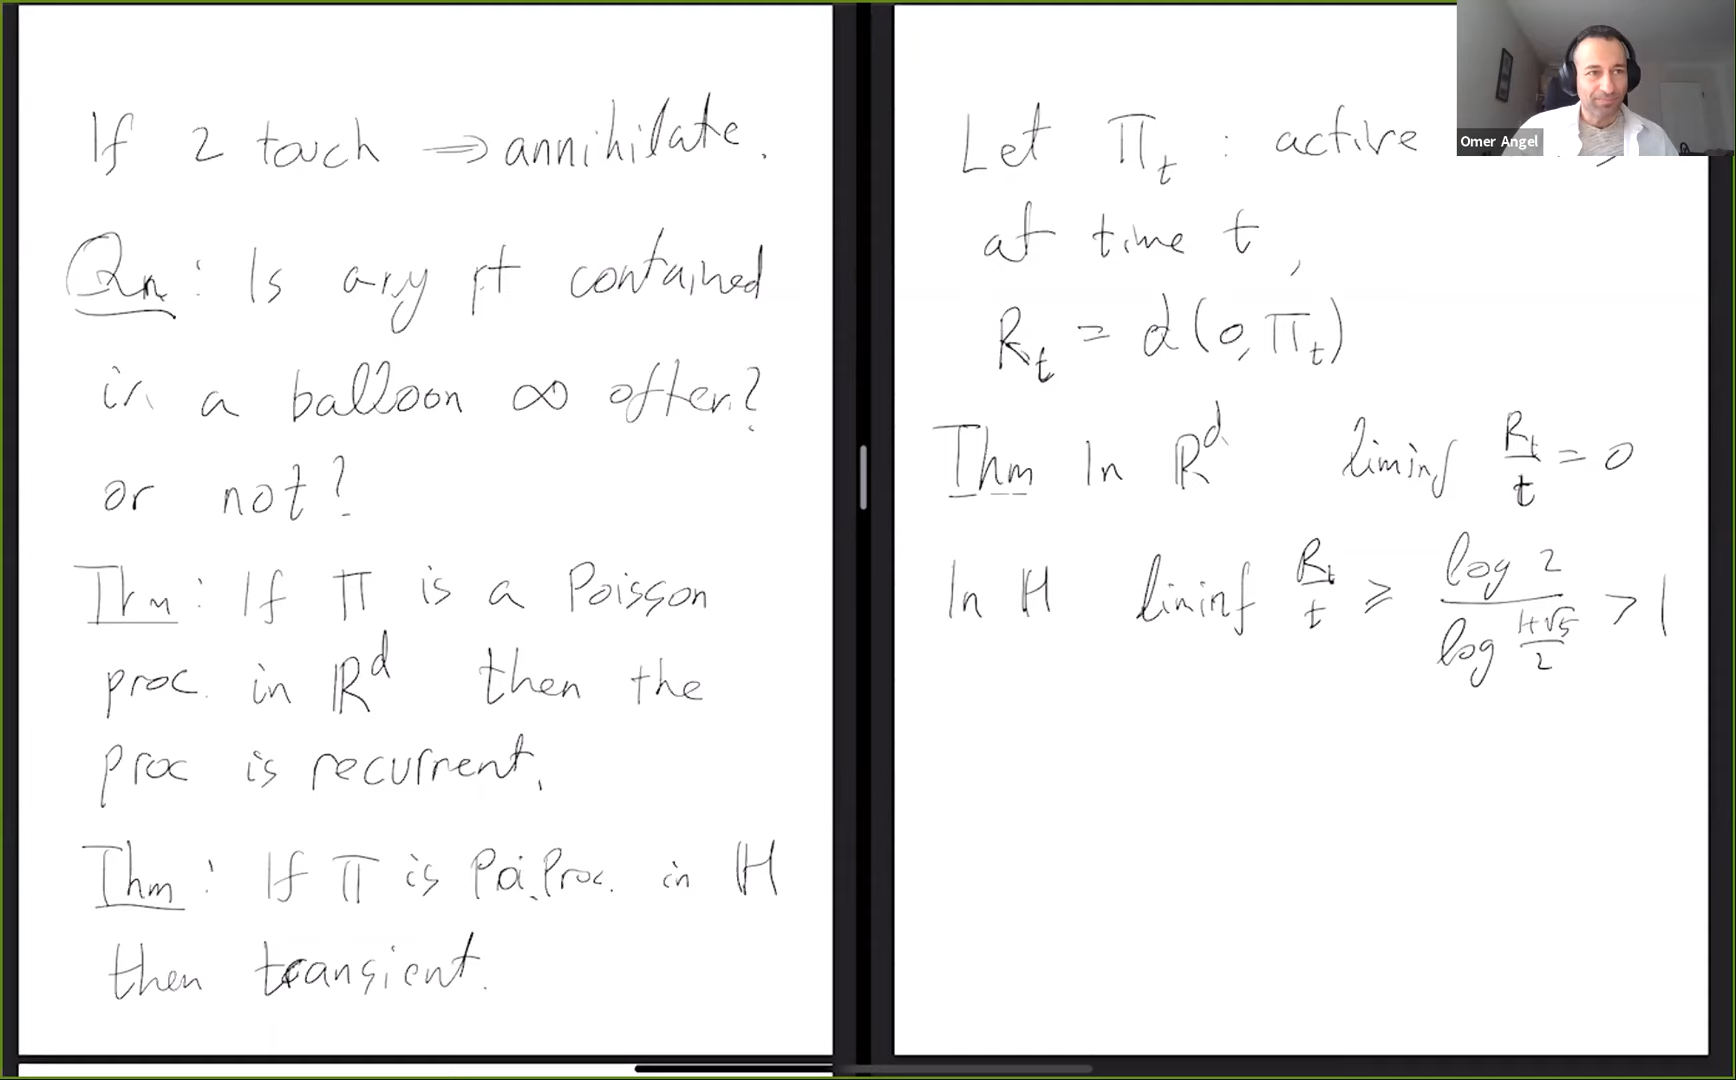 If 2 touch ⇒ annihilate.
Qn: Is any pt contained
in a balloon ∞ often?
or not?
Thm: If Π is a Poisson
proc. in ℝ^d then the
proc is recurrent.
Thm: If Π is Poi. Proc. in ℍ
then transient.
Let Π_t : active
at time t,
R_t = d(0, Π_t)
Thm In ℝ^d liminf R_t/t = 0
In ℍ liminf R_t/t ≥ log 2 / log (1+√5)/2 > 1
Omer Angel